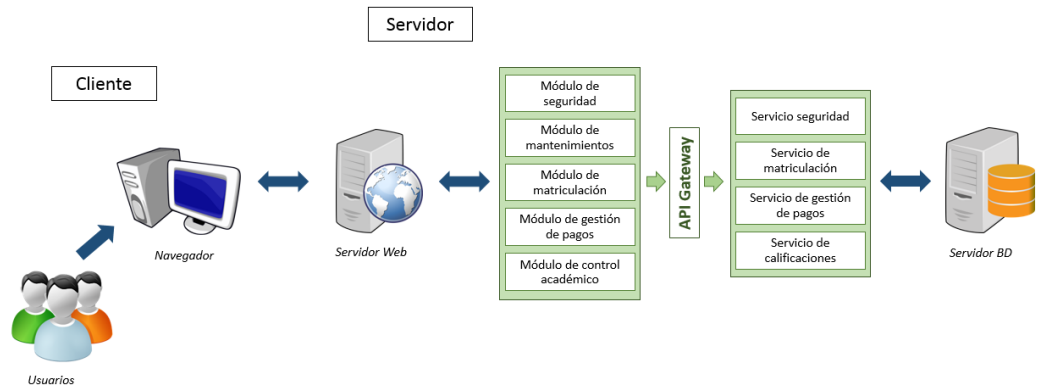 Servidor
Cliente
Usuarios
Navegador
Servidor Web
Módulo de
seguridad
Módulo de
mantenimientos
Módulo de
matriculación
Módulo de gestión
de pagos
Módulo de control
académico
API Gateway
Servicio seguridad
Servicio de
matriculación
Servicio de gestión
de pagos
Servicio de
calificaciones
Servidor BD